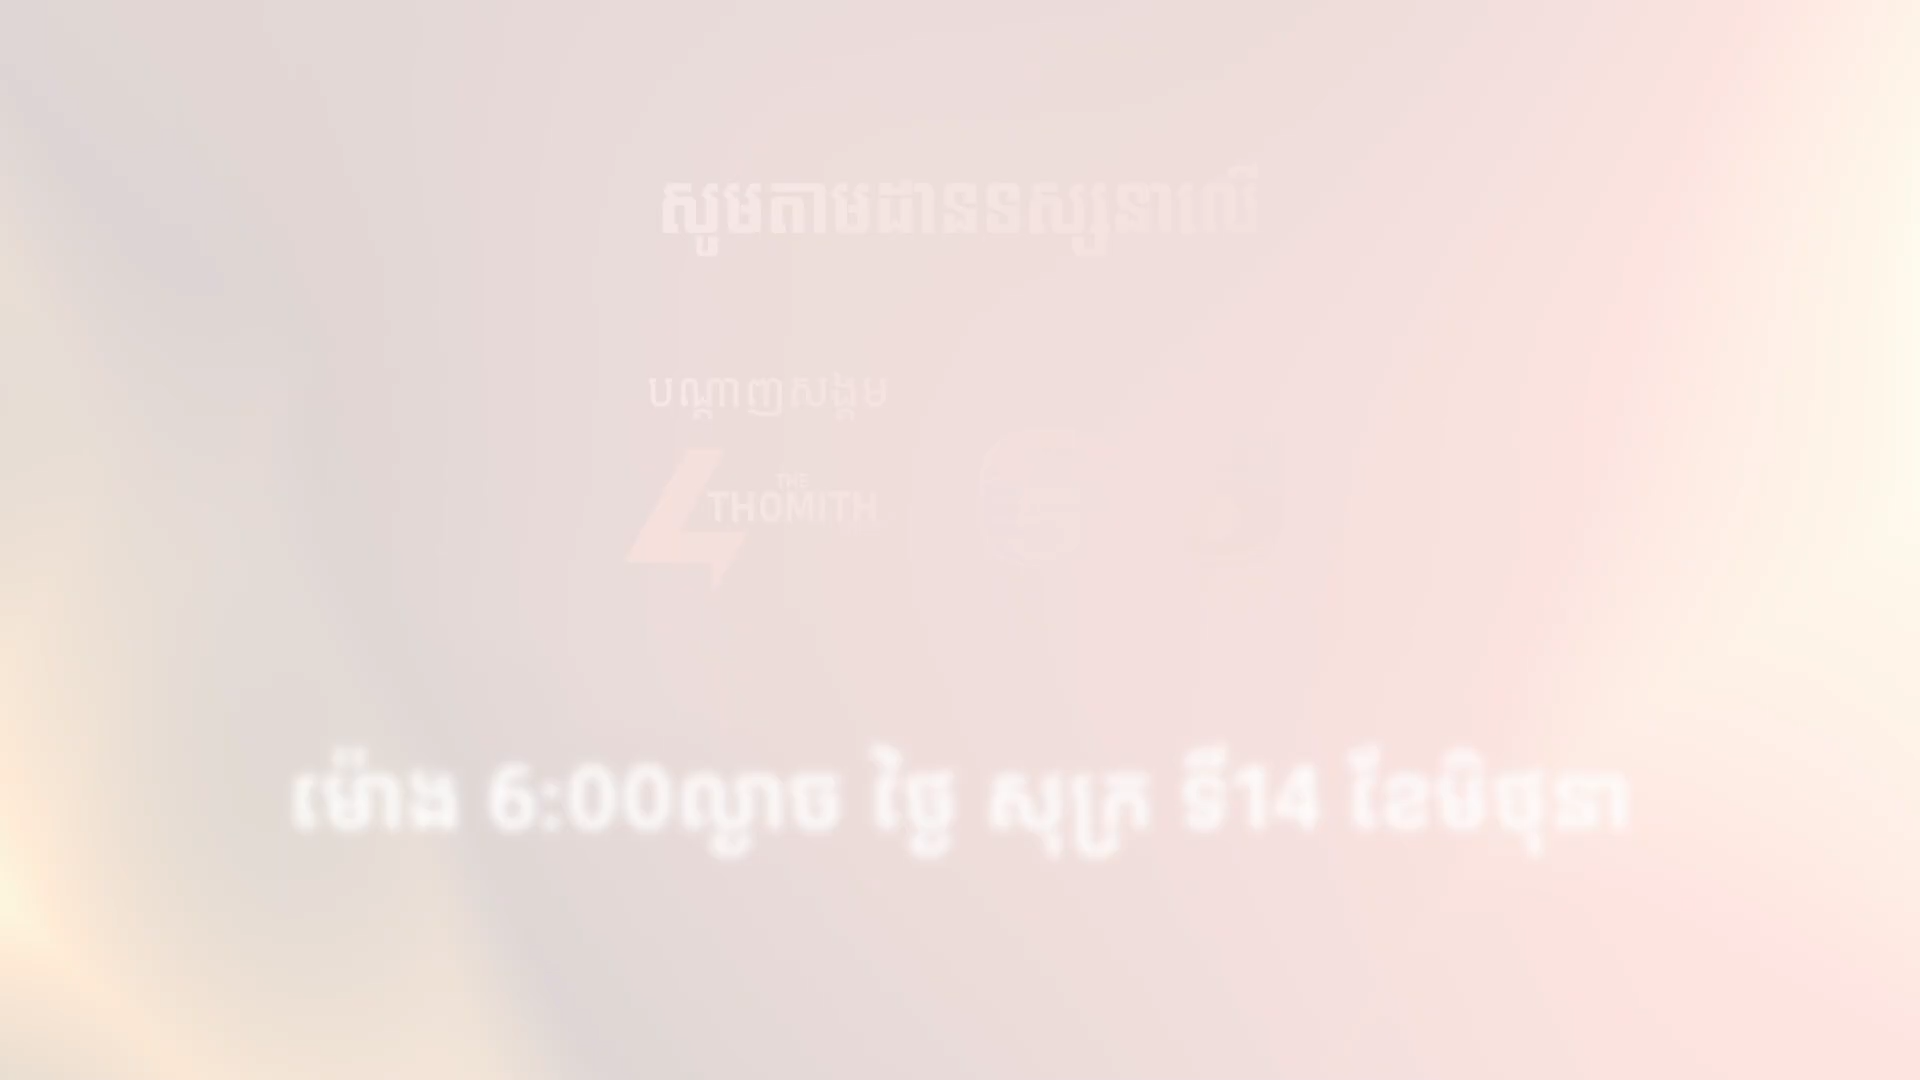 សូមតាមដានទស្សនាលើ
បណ្តាញសង្គម
THE
THOMITH
ម៉ោង 6:00ល្ងាច ថ្ងៃ សុក្រ ទី14 ខែមិថុនា